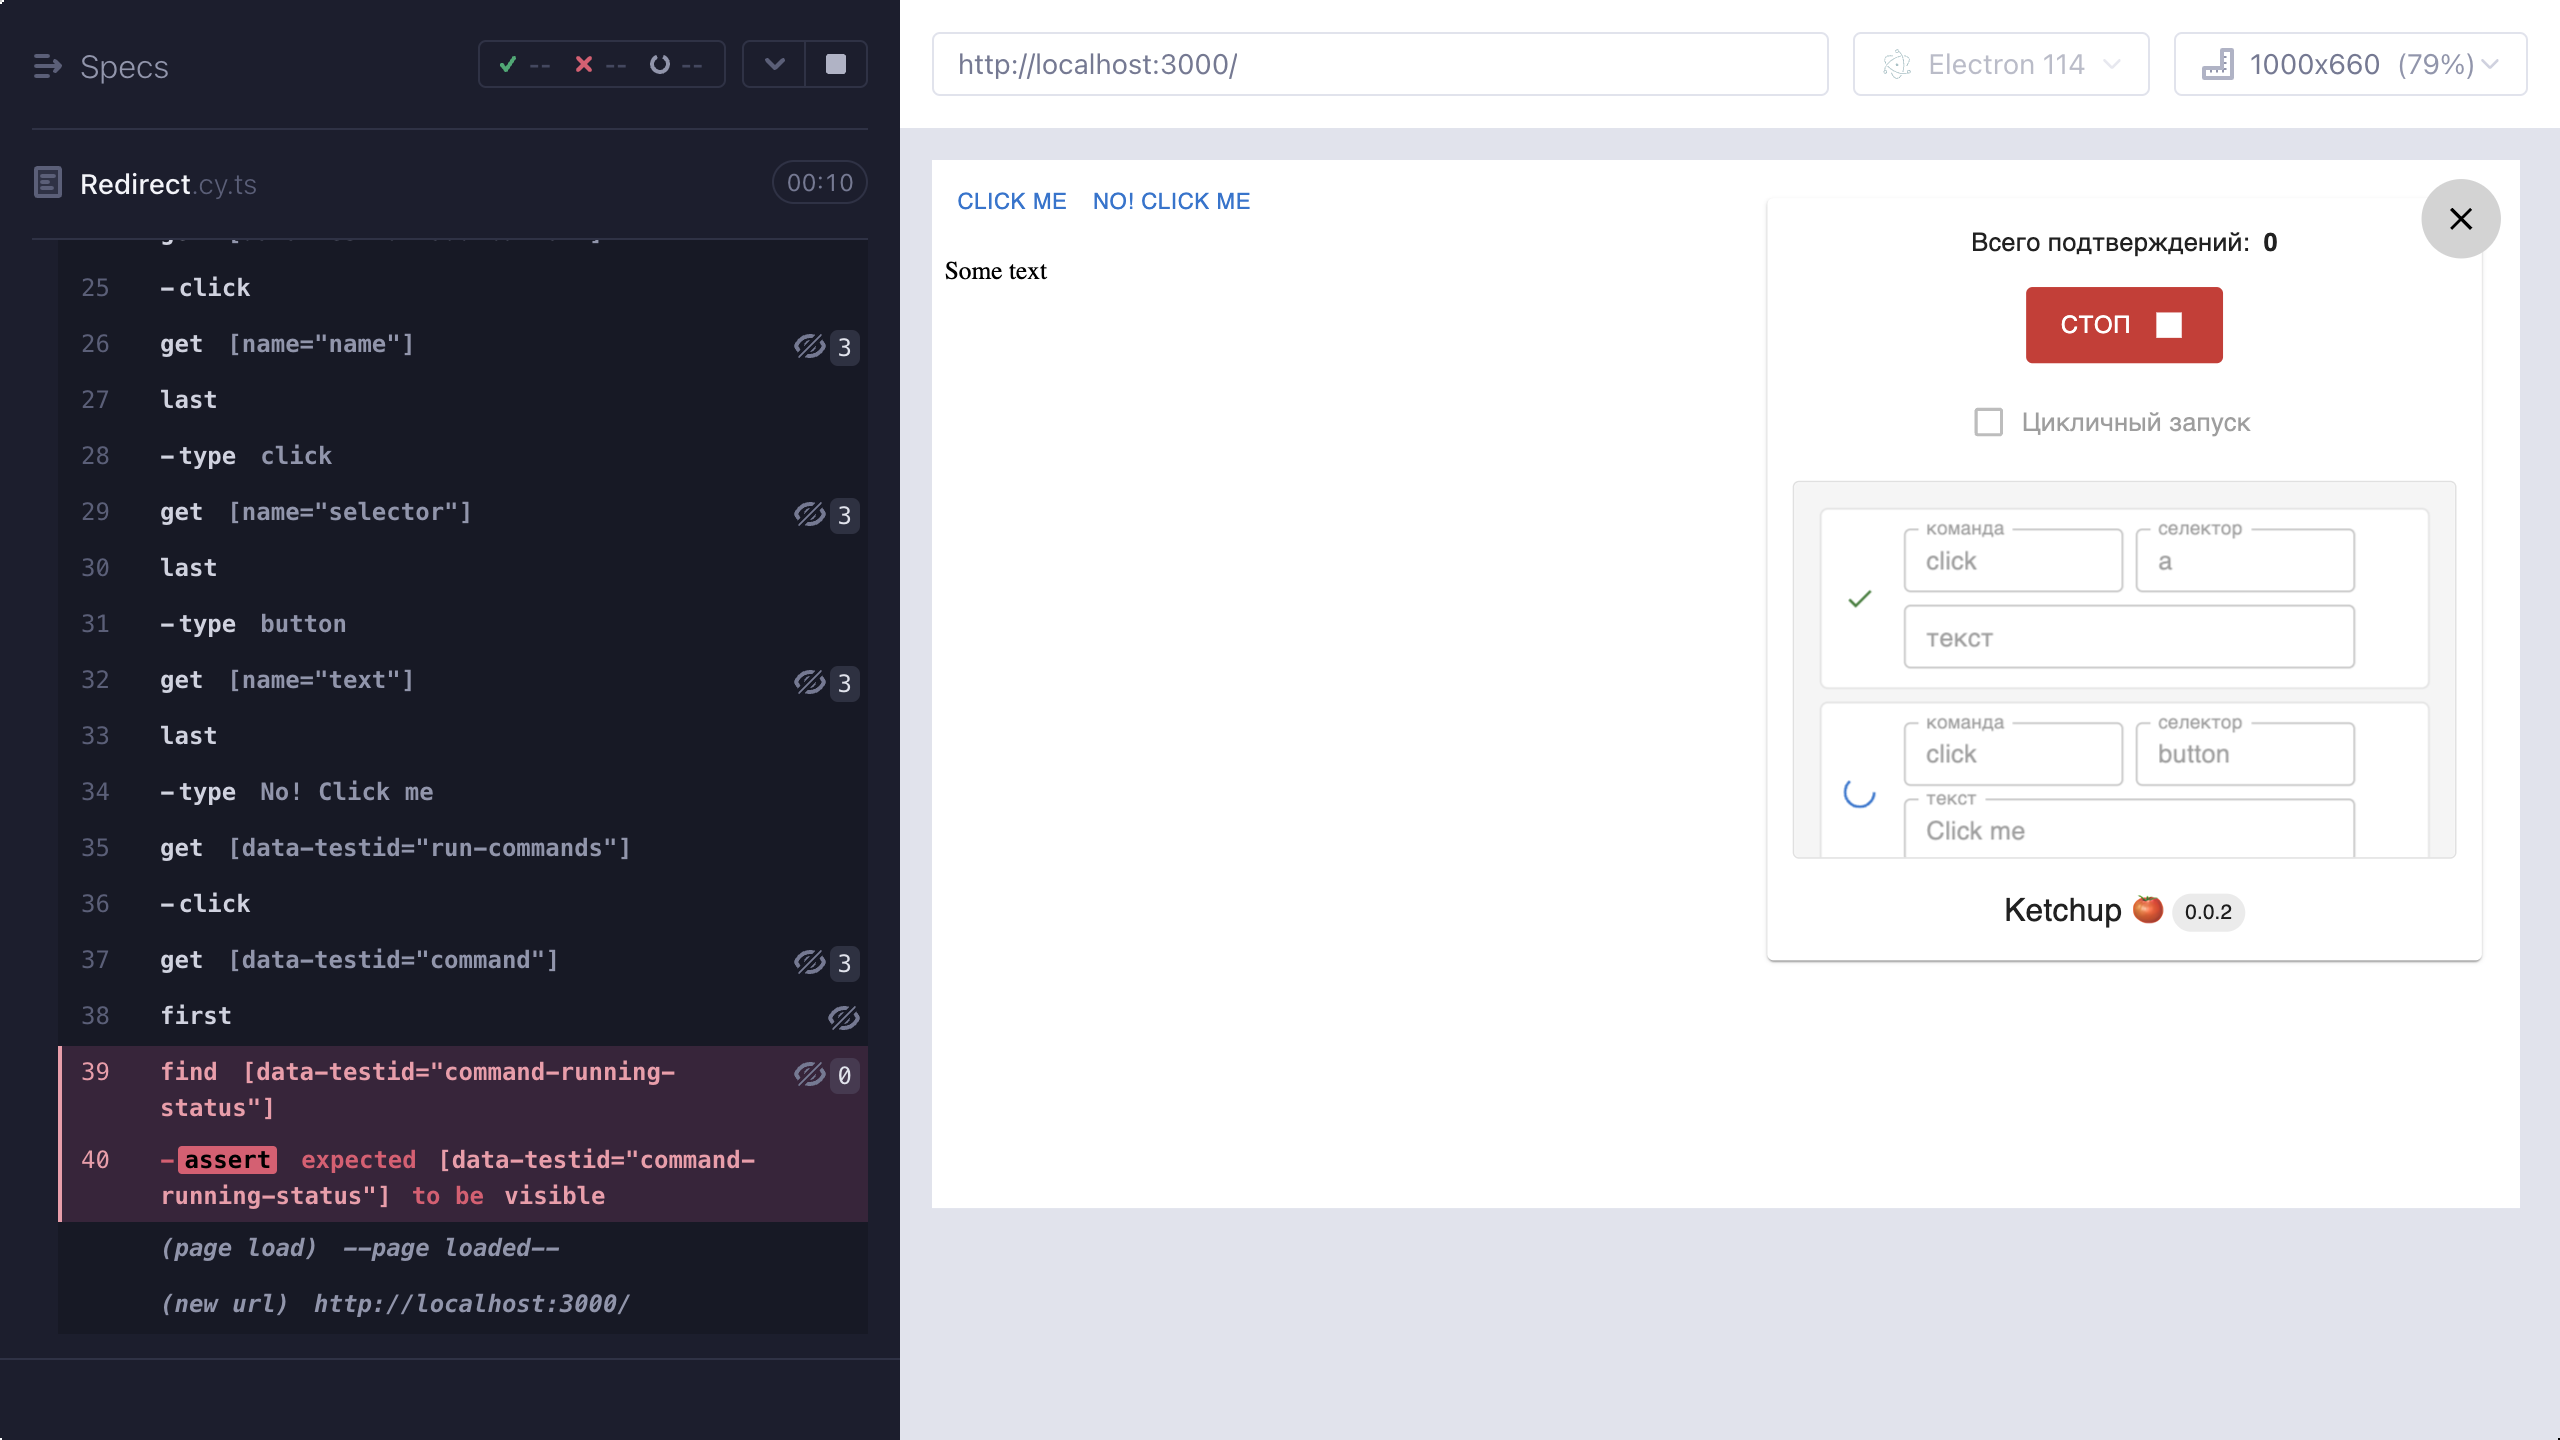 Specs
-- -- --
Redirect.cy.ts
00:10
25 -click
26 get [name="name"] 3
27 last
28 -type click
29 get [name="selector"] 3
30 last
31 -type button
32 get [name="text"] 3
33 last
34 -type No! Click me
35 get [data-testid="run-commands"]
36 -click
37 get [data-testid="command"] 3
38 first
39 find [data-testid="command-running-
status"] 0
40 -assert expected [data-testid="command-
running-status"] to be visible
(page load) --page loaded--
(new url) http://localhost:3000/
http://localhost:3000/
Electron 114
1000x660 (79%)
CLICK ME NO! CLICK ME
Some text
Всего подтверждений: 0
СТОП
Цикличный запуск
команда селектор
click a
текст
команда селектор
click button
текст
Click me
Ketchup 🍅 0.0.2